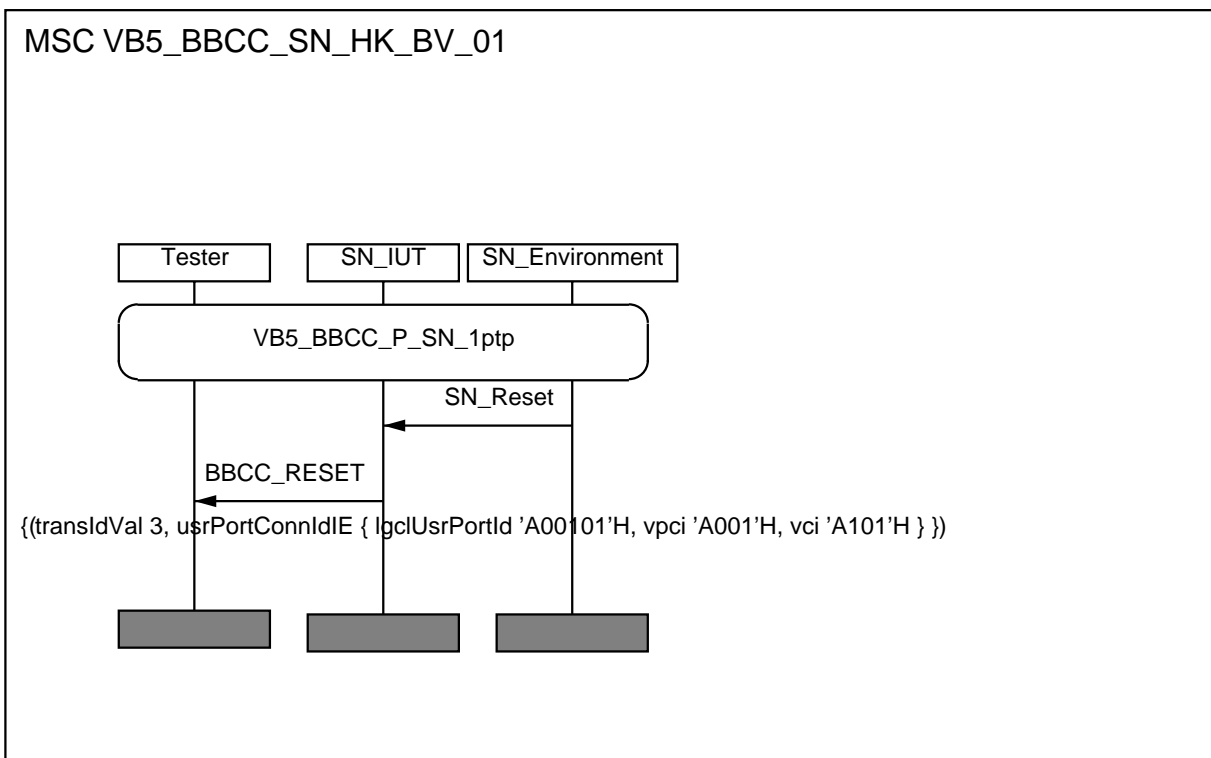 MSC VB5_BBCC_SN_HK_BV_01
Tester
SN_IUT
SN_Environment
VB5_BBCC_P_SN_1ptp
SN_Reset
BBCC_RESET
{(transIdVal 3, usrPortConnIdIE { lgclUsrPortId ’A00101’H, vpci ’A001’H, vci ’A101’H } })